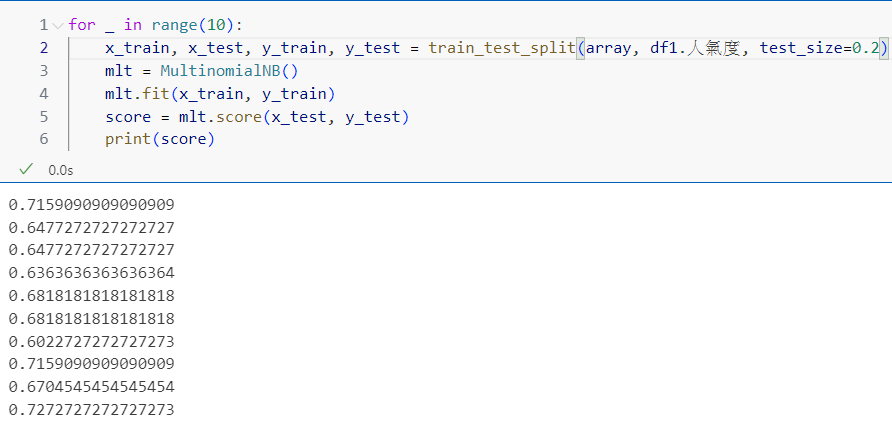 1 for _ in range(10):
2 x_train, x_test, y_train, y_test = train_test_split(array, df1.人氣度, test_size=0.2)
3 mlt = MultinomialNB()
4 mlt.fit(x_train, y_train)
5 score = mlt.score(x_test, y_test)
6 print(score)
0.0s
0.7159090909090909
0.6477272727272727
0.6477272727272727
0.6363636363636364
0.6818181818181818
0.6818181818181818
0.6022727272727273
0.7159090909090909
0.6704545454545454
0.7272727272727273